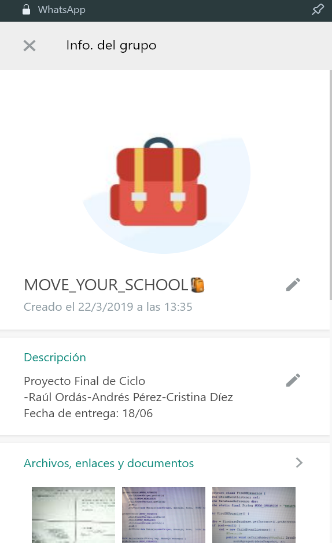 WhatsApp
Info. del grupo
MOVE_YOUR_SCHOOL🎒
Creado el 22/3/2019 a las 13:35
Descripción
Proyecto Final de Ciclo
-Raúl Ordás-Andrés Pérez-Cristina Díez
Fecha de entrega: 18/06
Archivos, enlaces y documentos